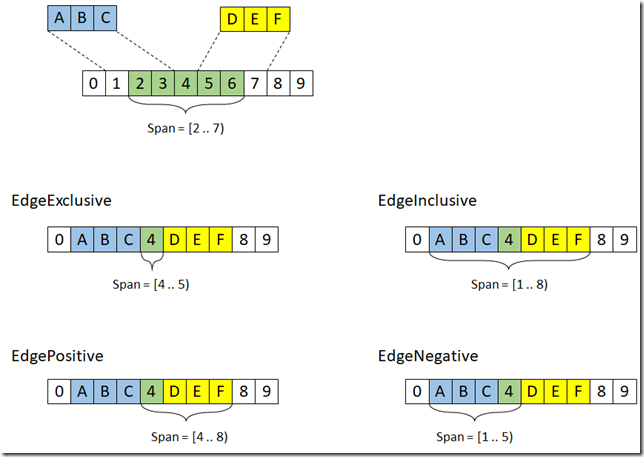 A B C
D E F
0 1 2 3 4 5 6 7 8 9
Span = [2 .. 7)
EdgeExclusive
EdgeInclusive
0 A B C 4 D E F 8 9
0 A B C 4 D E F 8 9
Span = [4 .. 5)
Span = [1 .. 8)
EdgePositive
EdgeNegative
0 A B C 4 D E F 8 9
0 A B C 4 D E F 8 9
Span = [4 .. 8)
Span = [1 .. 5)